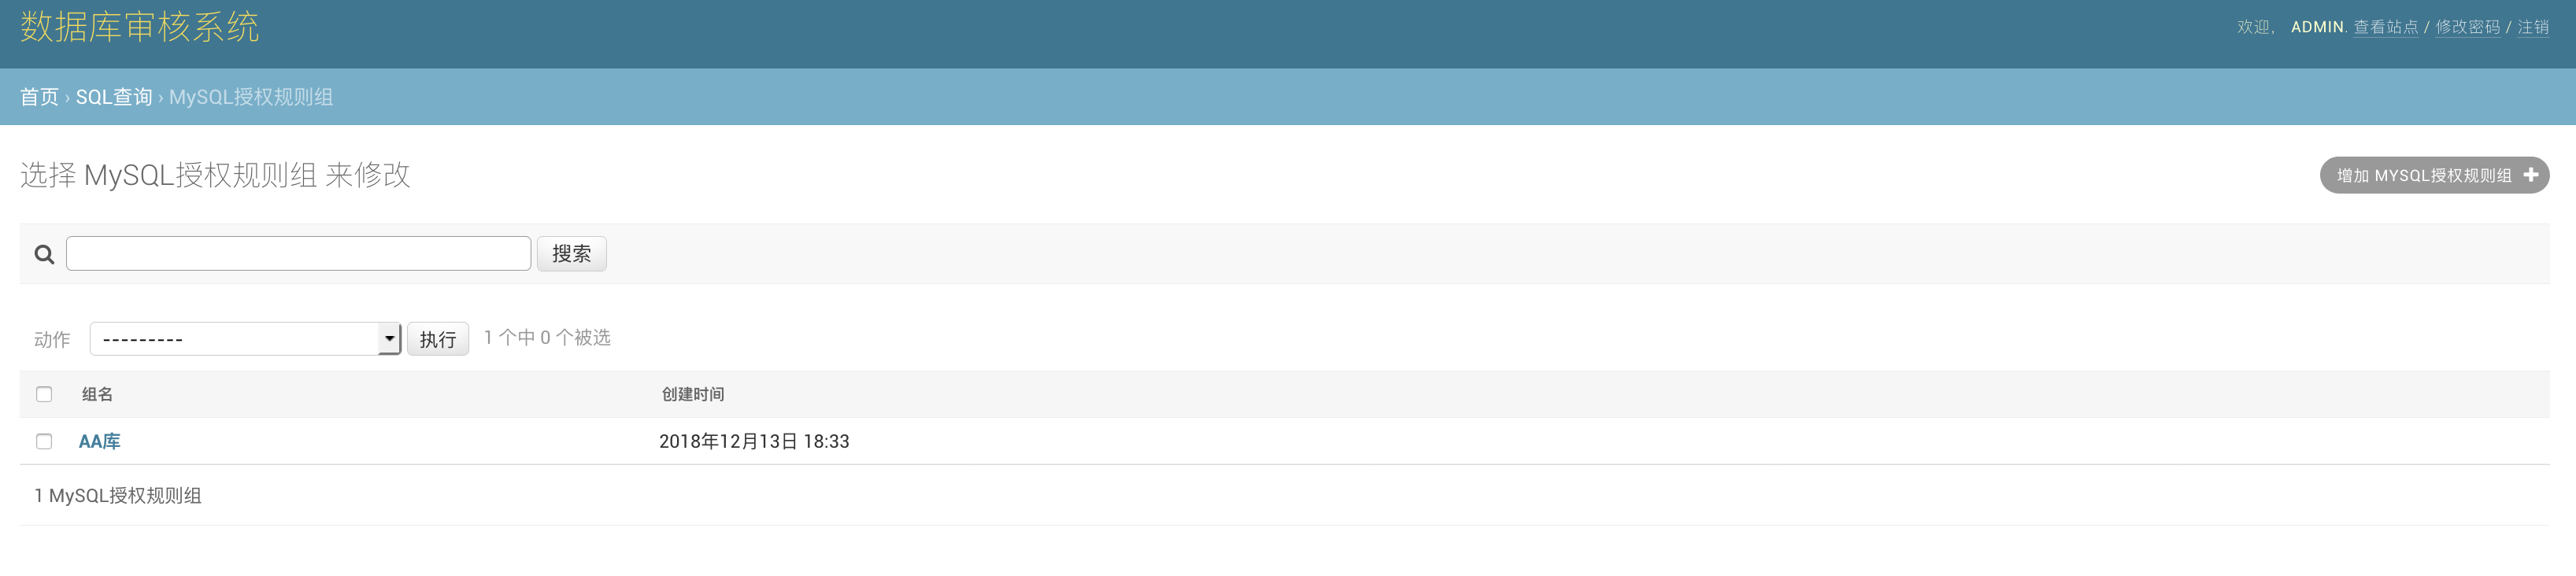 数据库审核系统
欢迎, ADMIN. 查看站点 / 修改密码 / 注销
首页 › SQL查询 › MySQL授权规则组
选择 MySQL授权规则组 来修改
增加 MYSQL授权规则组
搜索
动作 --------- 执行 1 个中 0 个被选
组名 创建时间
AA库 2018年12月13日 18:33
1 MySQL授权规则组